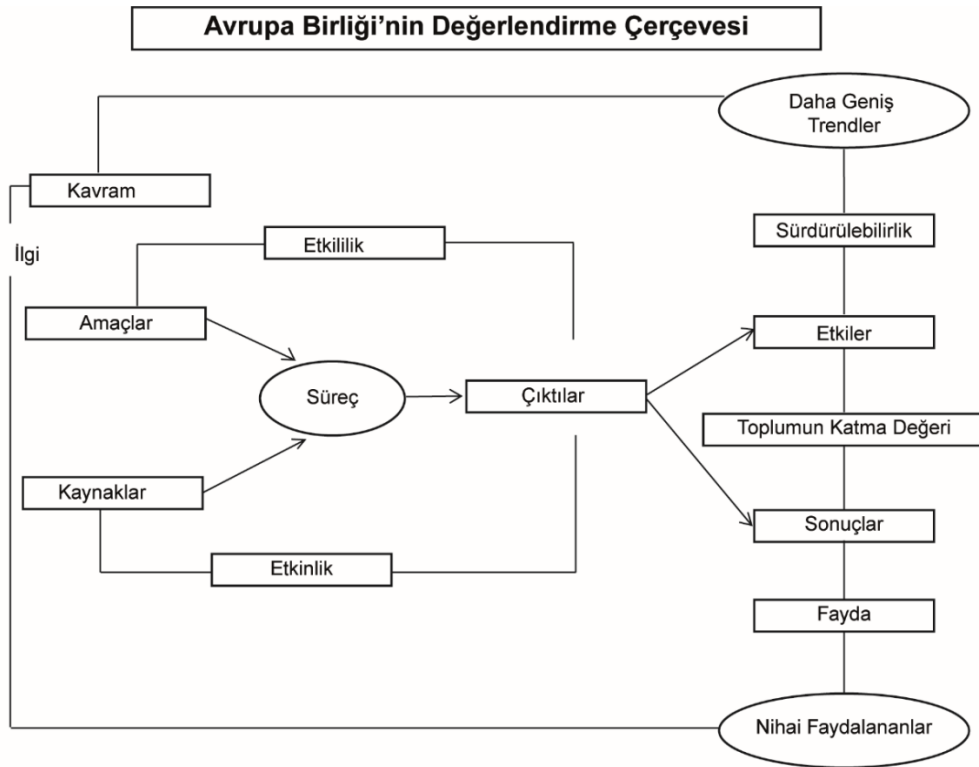 Avrupa Birliği’nin Değerlendirme Çerçevesi
Daha Geniş
Trendler
Kavram
Sürdürülebilirlik
Etkililik
İlgi
Amaçlar
Etkiler
Süreç
Çıktılar
Toplumun Katma Değeri
Kaynaklar
Sonuçlar
Etkinlik
Fayda
Nihai Faydalananlar